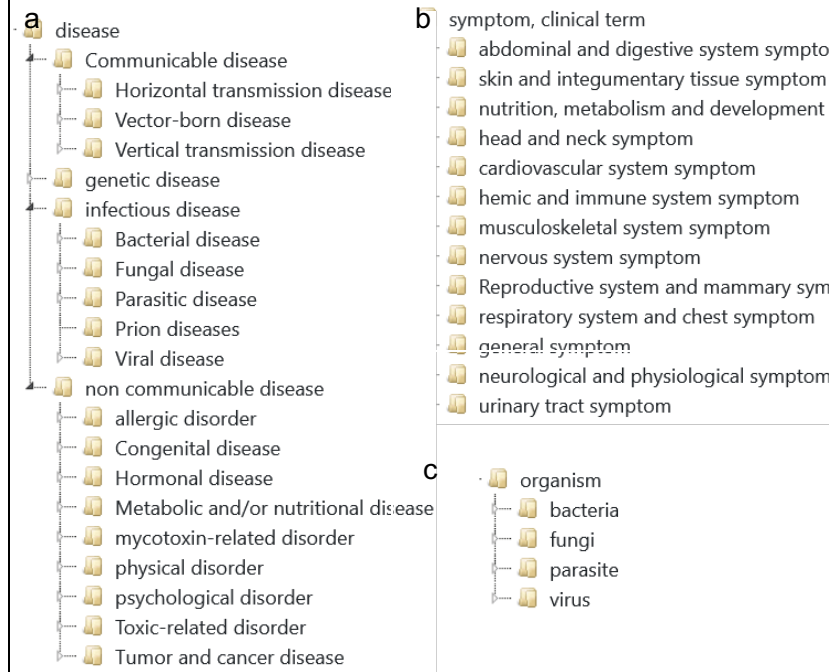 a
disease
Communicable disease
Horizontal transmission disease
Vector-born disease
Vertical transmission disease
genetic disease
infectious disease
Bacterial disease
Fungal disease
Parasitic disease
Prion diseases
Viral disease
non communicable disease
allergic disorder
Congenital disease
Hormonal disease
Metabolic and/or nutritional disease
mycotoxin-related disorder
physical disorder
psychological disorder
Toxic-related disorder
Tumor and cancer disease
b
symptom, clinical term
abdominal and digestive system sympto
skin and integumentary tissue symptom
nutrition, metabolism and development
head and neck symptom
cardiovascular system symptom
hemic and immune system symptom
musculoskeletal system symptom
nervous system symptom
Reproductive system and mammary sym
respiratory system and chest symptom
general symptom
neurological and physiological symptom
urinary tract symptom
c
organism
bacteria
fungi
parasite
virus